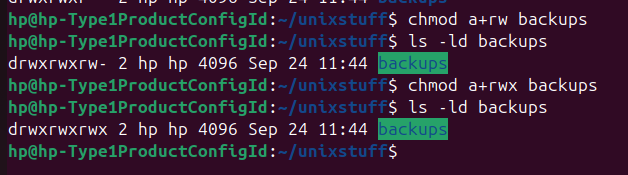 hp@hp-Type1ProductConfigId:~/unixstuff$ chmod a+rw backups
hp@hp-Type1ProductConfigId:~/unixstuff$ ls -ld backups
drwxrwxrw- 2 hp hp 4096 Sep 24 11:44 backups
hp@hp-Type1ProductConfigId:~/unixstuff$ chmod a+rwx backups
hp@hp-Type1ProductConfigId:~/unixstuff$ ls -ld backups
drwxrwxrwx 2 hp hp 4096 Sep 24 11:44 backups
hp@hp-Type1ProductConfigId:~/unixstuff$